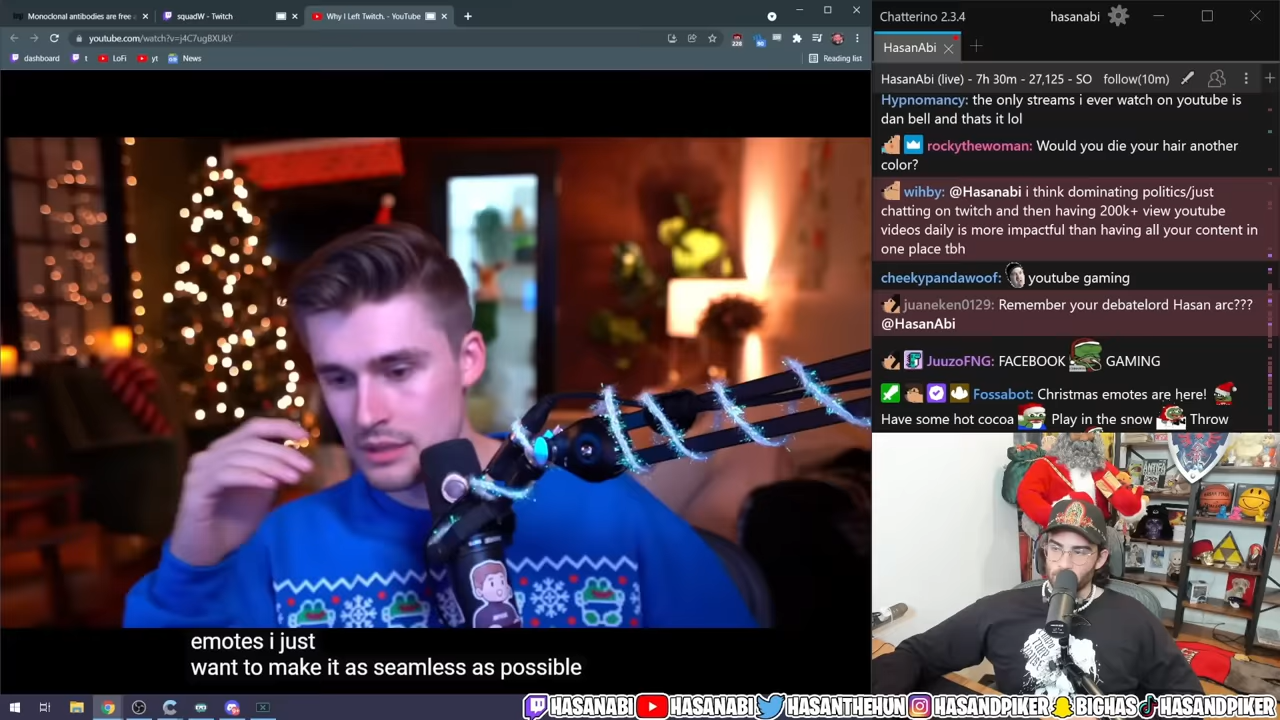 Monoclonal antibodies are free
squadW - Twitch
Why I Left Twitch. - YouTube
Chatterino 2.3.4
hasanabi
youtube.com/watch?v=j4C7ugBXUkY
HasanAbi
dashboard
t
LoFi
yt
News
228
90
Reading list
HasanAbi (live) - 7h 30m - 27,125 - SO
follow(10m)
Hypnomancy: the only streams i ever watch on youtube is
dan bell and thats it lol
rockythewoman: Would you die your hair another
color?
wihby: @Hasanabi i think dominating politics/just
chatting on twitch and then having 200k+ view youtube
videos daily is more impactful than having all your content in
one place tbh
cheekypandawoof: youtube gaming
juaneken0129: Remember your debatelord Hasan arc???
@HasanAbi
JuuzoFNG: FACEBOOK GAMING
Fossabot: Christmas emotes are here!
Have some hot cocoa Play in the snow Throw
emotes i just
want to make it as seamless as possible
HASANABI HASANABI HASANTHEHUN HASANDPIKER BIGHAS HASANDPIKER